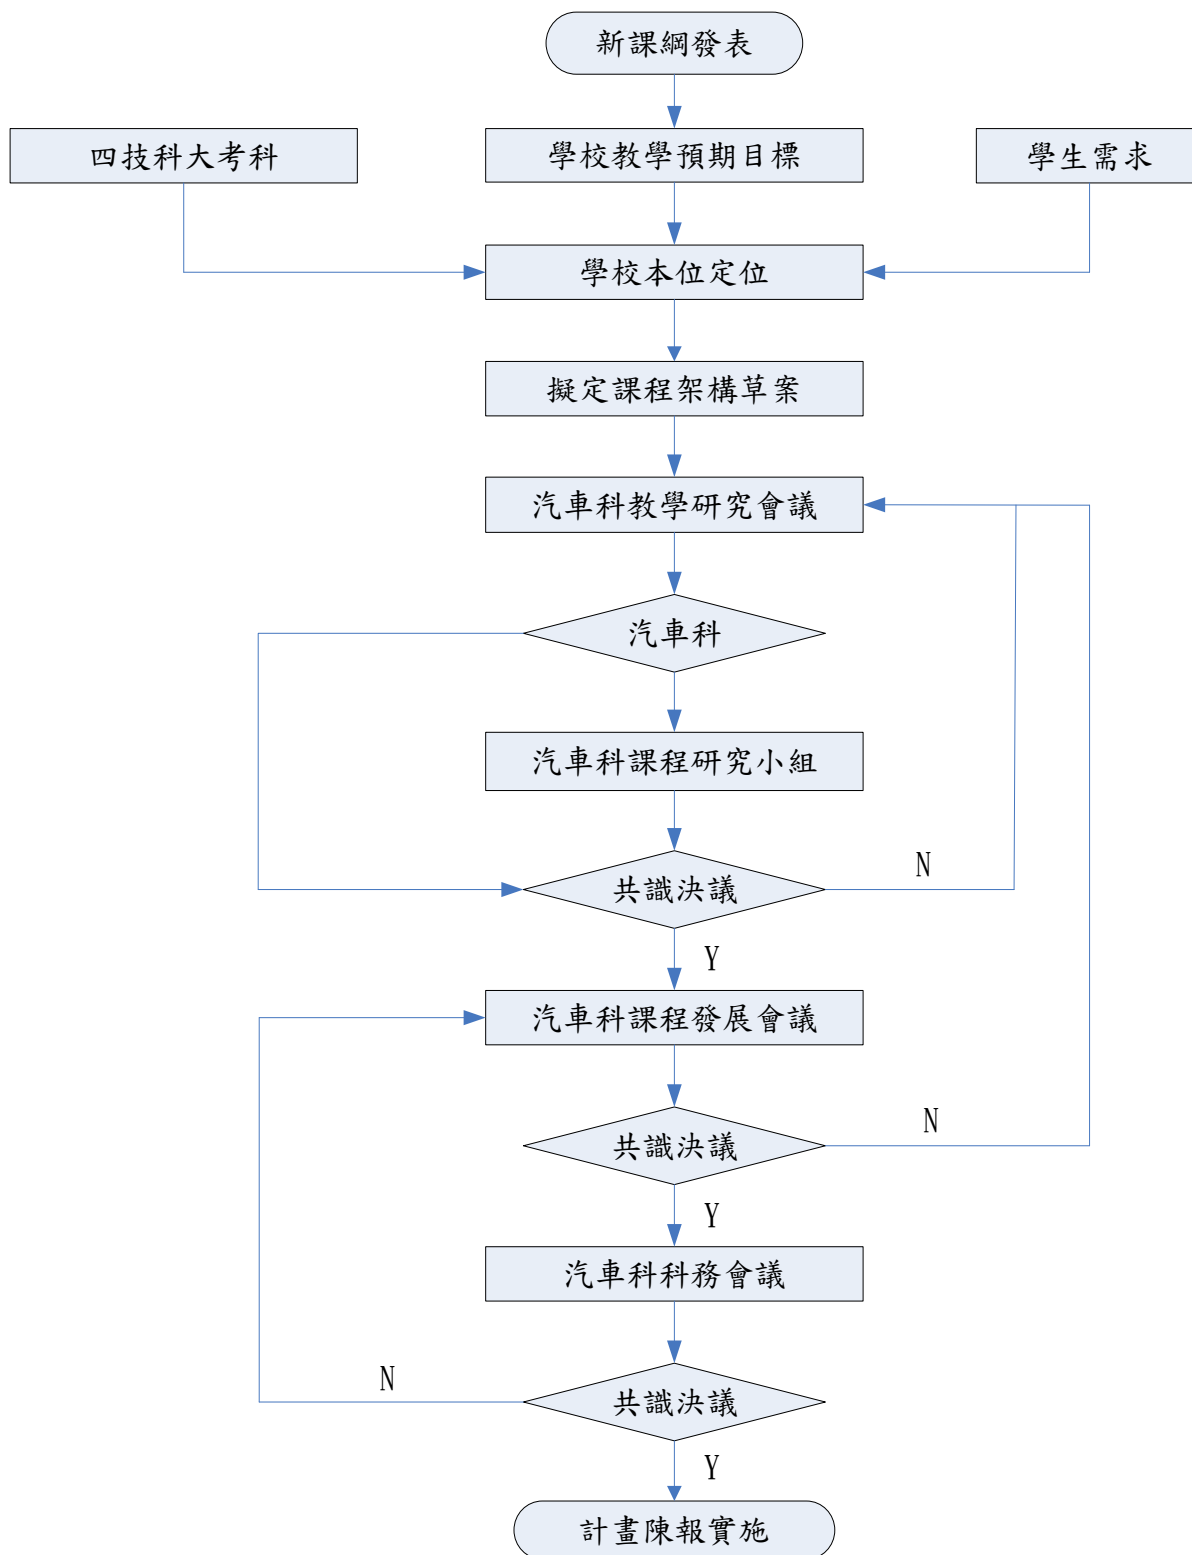 新課綱發表
四技科大考科
學校教學預期目標
學生需求
學校本位定位
擬定課程架構草案
汽車科教學研究會議
汽車科
汽車科課程研究小組
共識決議
N
Y
汽車科課程發展會議
共識決議
N
Y
汽車科科務會議
共識決議
N
Y
計畫陳報實施